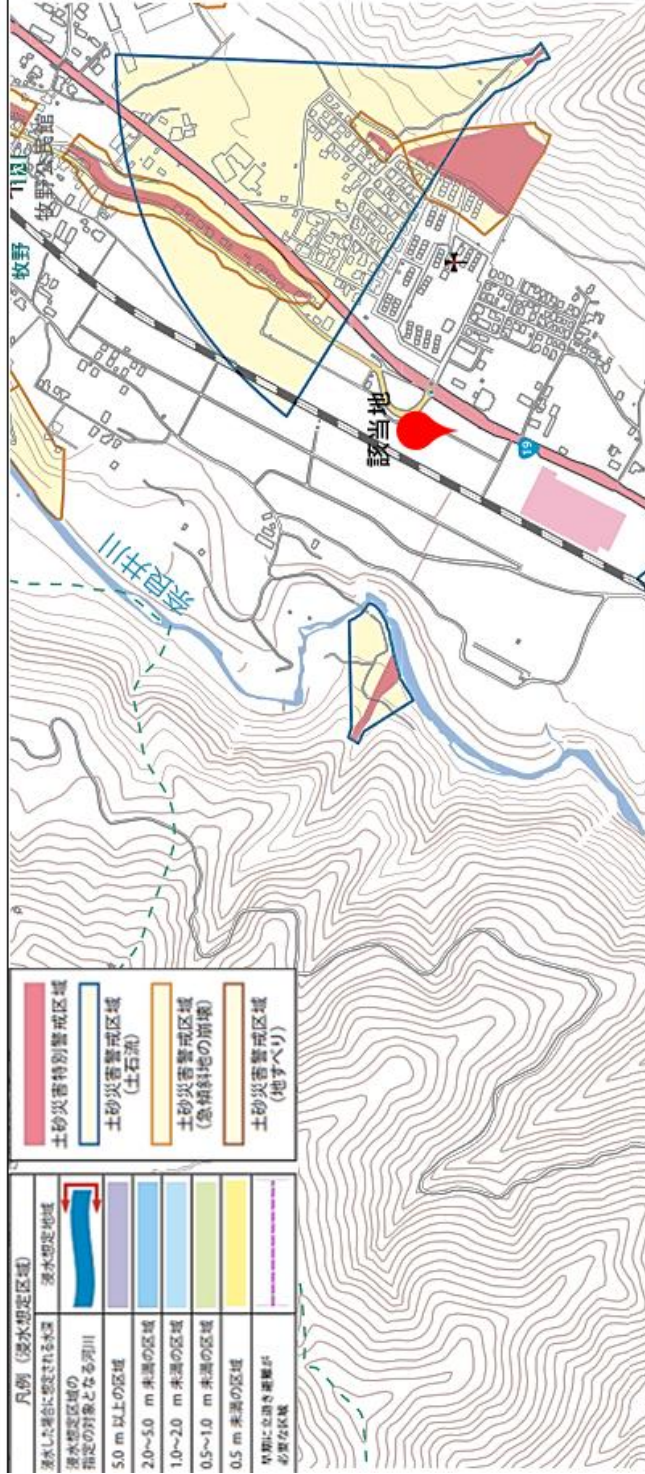 凡例（浸水想定区域）
浸水した場合に想定される水深
浸水想定地域
浸水想定区域の
指定の対象となる河川
5.0 m 以上の区域
2.0～5.0 m 未満の区域
1.0～2.0 m 未満の区域
0.5～1.0 m 未満の区域
0.5 m 未満の区域
早期に立退き避難が
必要な区域
土砂災害特別警戒区域
土砂災害警戒区域
(土石流)
土砂災害警戒区域
(急傾斜地の崩壊)
土砂災害警戒区域
(地すべり)
奈良井川
牧野
牧野公民館
該当地
19